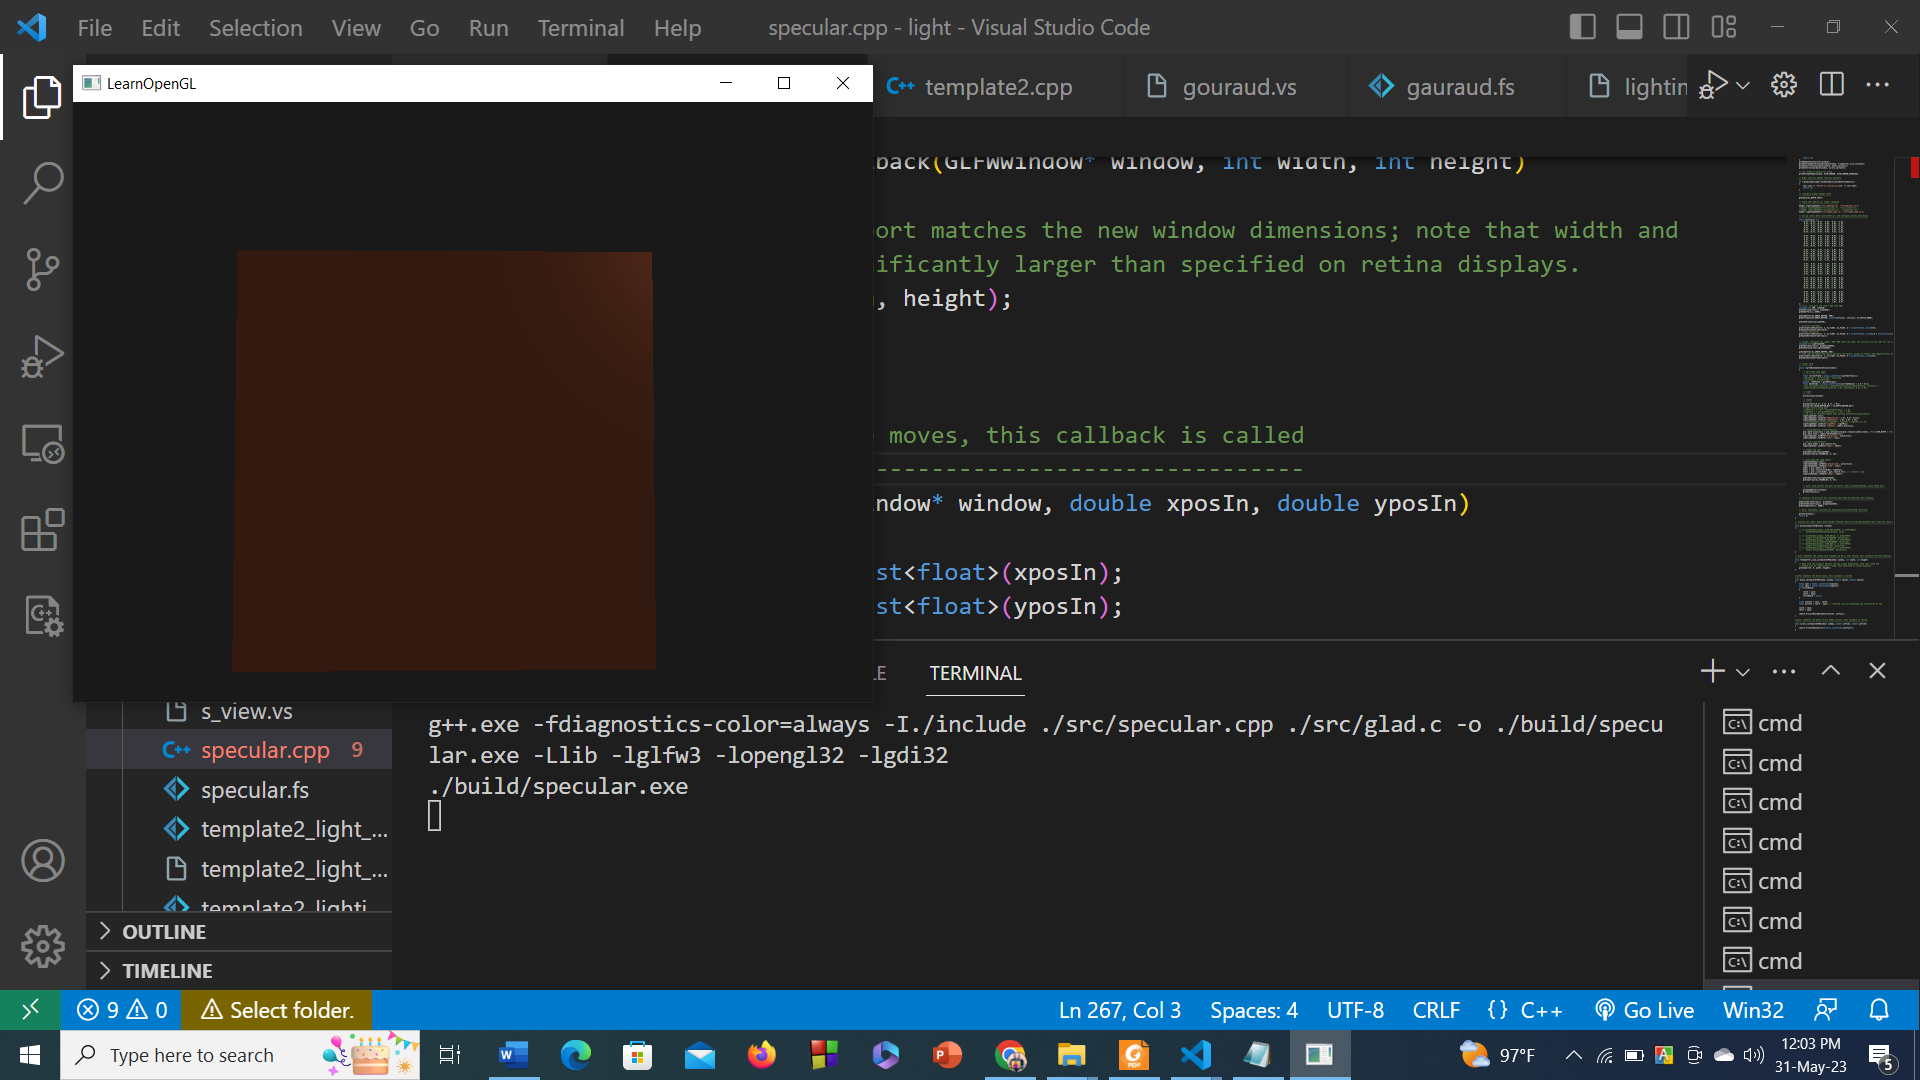 File Edit Selection View Go Run Terminal Help
specular.cpp - light - Visual Studio Code
LearnOpenGL
template2.cpp
gouraud.vs
gauraud.fs
lightin
back(GLFWwindow* window, int width, int height)
ort matches the new window dimensions; note that width and
ificantly larger than specified on retina displays.
, height);
moves, this callback is called
-------------------------------
ndow* window, double xposIn, double yposIn)
st<float>(xposIn);
st<float>(yposIn);
LE
TERMINAL
g++.exe -fdiagnostics-color=always -I./include ./src/specular.cpp ./src/glad.c -o ./build/specu
lar.exe -Llib -lglfw3 -lopengl32 -lgdi32
./build/specular.exe
cmd
cmd
cmd
cmd
cmd
cmd
cmd
s_view.vs
specular.cpp 9
specular.fs
template2_light_...
template2_light_...
template2_lighti
OUTLINE
TIMELINE
9 0 Select folder.
Ln 267, Col 3 Spaces: 4 UTF-8 CRLF {} C++ Go Live Win32
Type here to search
97°F
12:03 PM
31-May-23
5